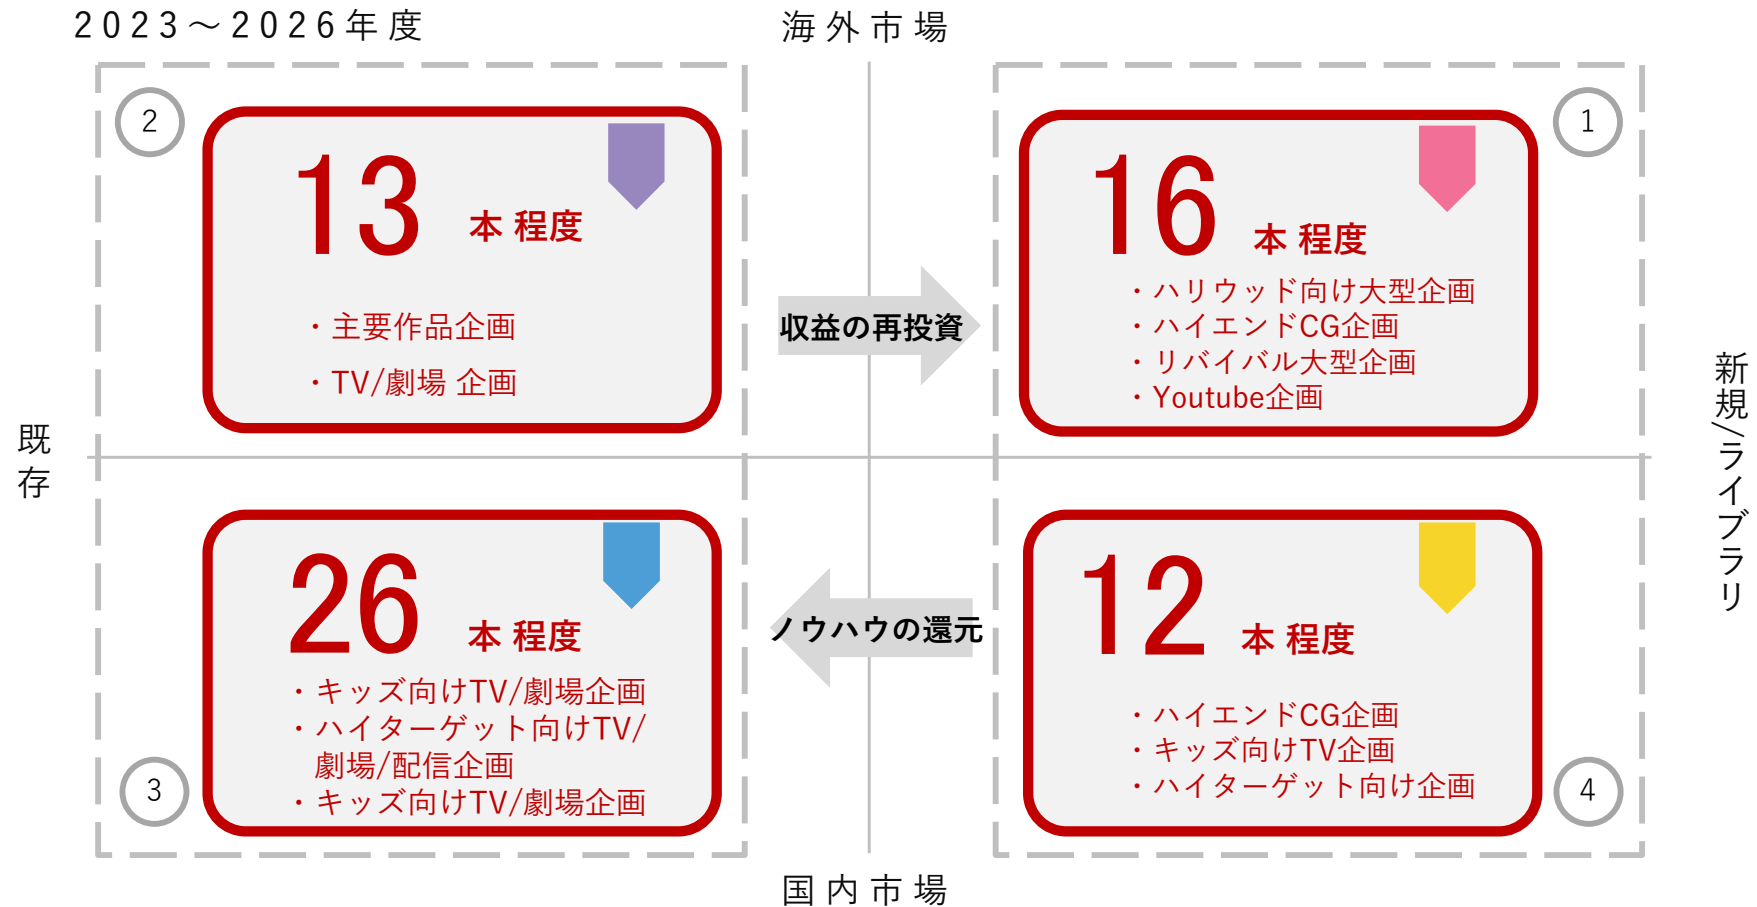 2023～2026年度
海外市場
2
13
本 程度
・主要作品企画
・TV/劇場 企画
1
16
本 程度
・ハリウッド向け大型企画
・ハイエンドCG企画
・リバイバル大型企画
・Youtube企画
収益の再投資
既存
新規/ライブラリ
3
26
本 程度
・キッズ向けTV/劇場企画
・ハイターゲット向けTV/
劇場/配信企画
・キッズ向けTV/劇場企画
ノウハウの還元
12
本 程度
・ハイエンドCG企画
・キッズ向けTV企画
・ハイターゲット向け企画
4
国内市場